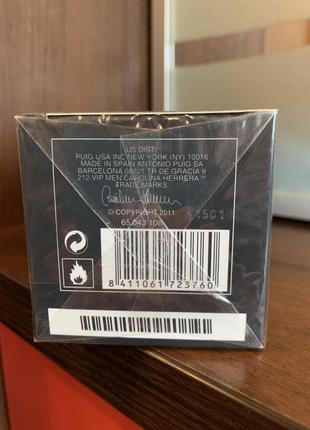 US DIST:
PUIG USA INC NEW YORK (NY) 10016
MADE IN SPAIN ANTONIO PUIG SA
BARCELONA 08021 TR DE GRACIA 9
212 VIP MEN CAROLINA HERRERA™
TRADE MARKS
© COPYRIGHT 2011
65.043.108
8 411061 723760